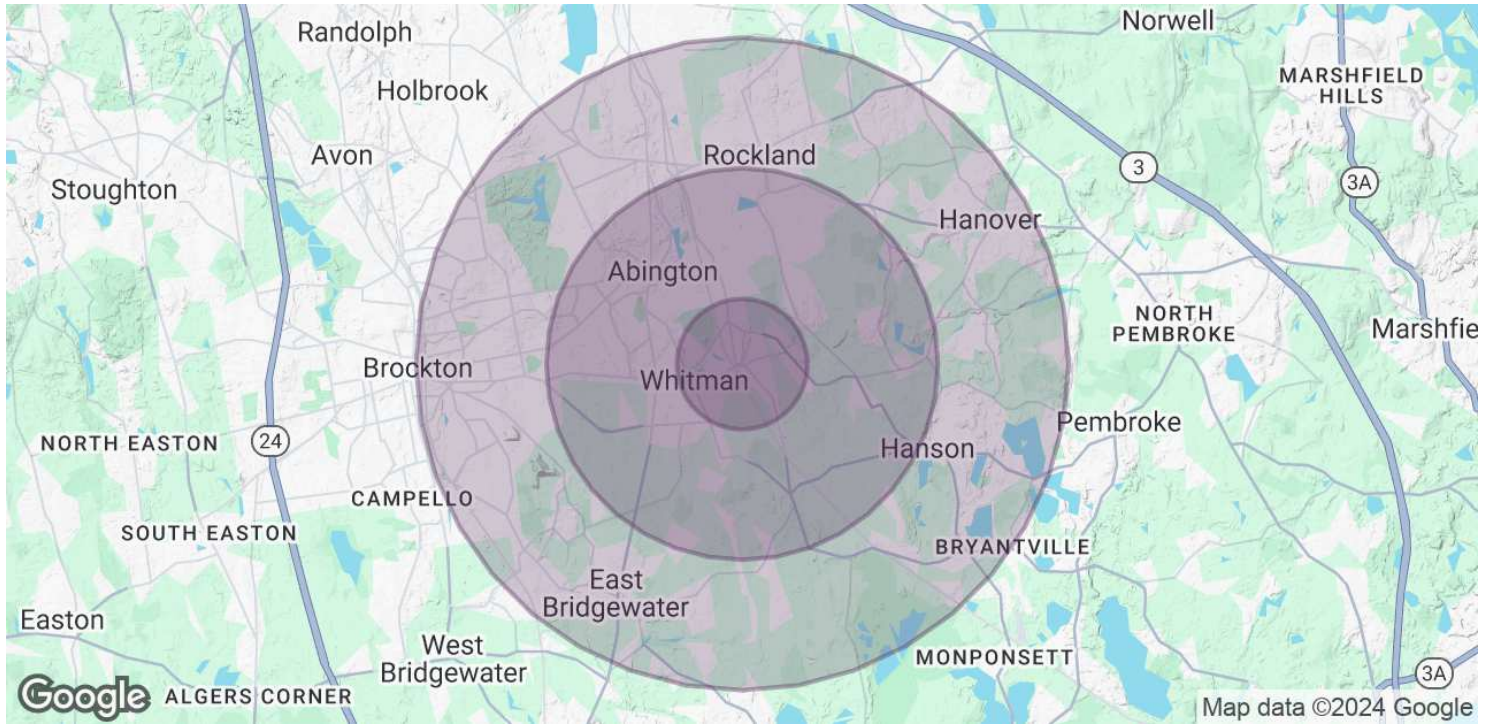 Randolph
Norwell
MARSHFIELD
HILLS
Holbrook
Avon
Rockland
3
3A
Stoughton
Hanover
Abington
NORTH
PEMBROKE
Marshfie
Brockton
Whitman
Pembroke
NORTH EASTON
24
Hanson
CAMPELLO
SOUTH EASTON
BRYANTVILLE
East
Bridgewater
Easton
West
Bridgewater
MONPONSETT
3A
Google
ALGERS CORNER
Map data ©2024 Google